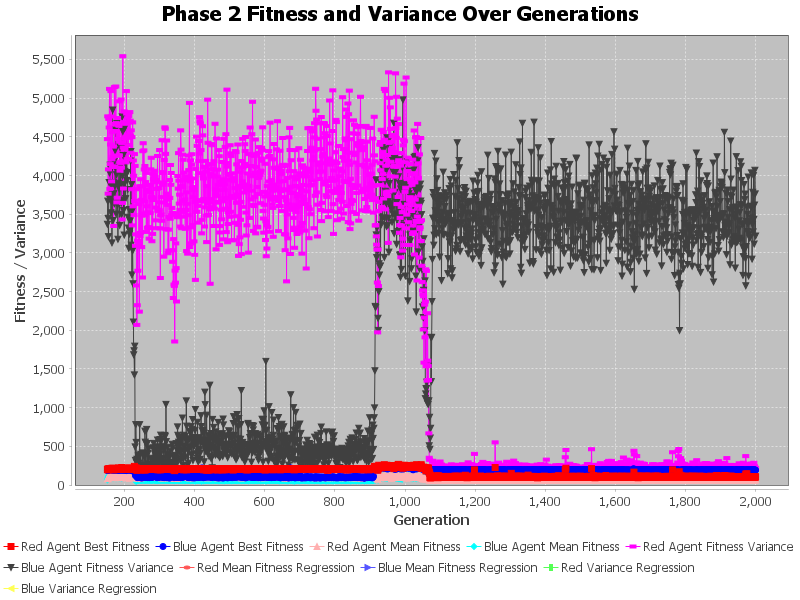 Phase 2 Fitness and Variance Over Generations
5,500
5,000
4,500
4,000
3,500
3,000
2,500
2,000
1,500
1,000
500
0
Fitness / Variance
200 400 600 800 1,000 1,200 1,400 1,600 1,800 2,000
Generation
Red Agent Best Fitness Blue Agent Best Fitness Red Agent Mean Fitness Blue Agent Mean Fitness Red Agent Fitness Variance
Blue Agent Fitness Variance Red Mean Fitness Regression Blue Mean Fitness Regression Red Variance Regression
Blue Variance Regression